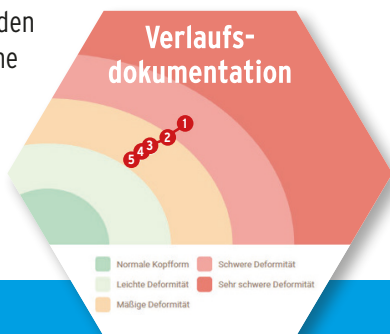 den
ne
Verlaufs-
dokumentation
1
2
3
4
5
Normale Kopfform
Schwere Deformität
Leichte Deformität
Sehr schwere Deformität
Mäßige Deformität